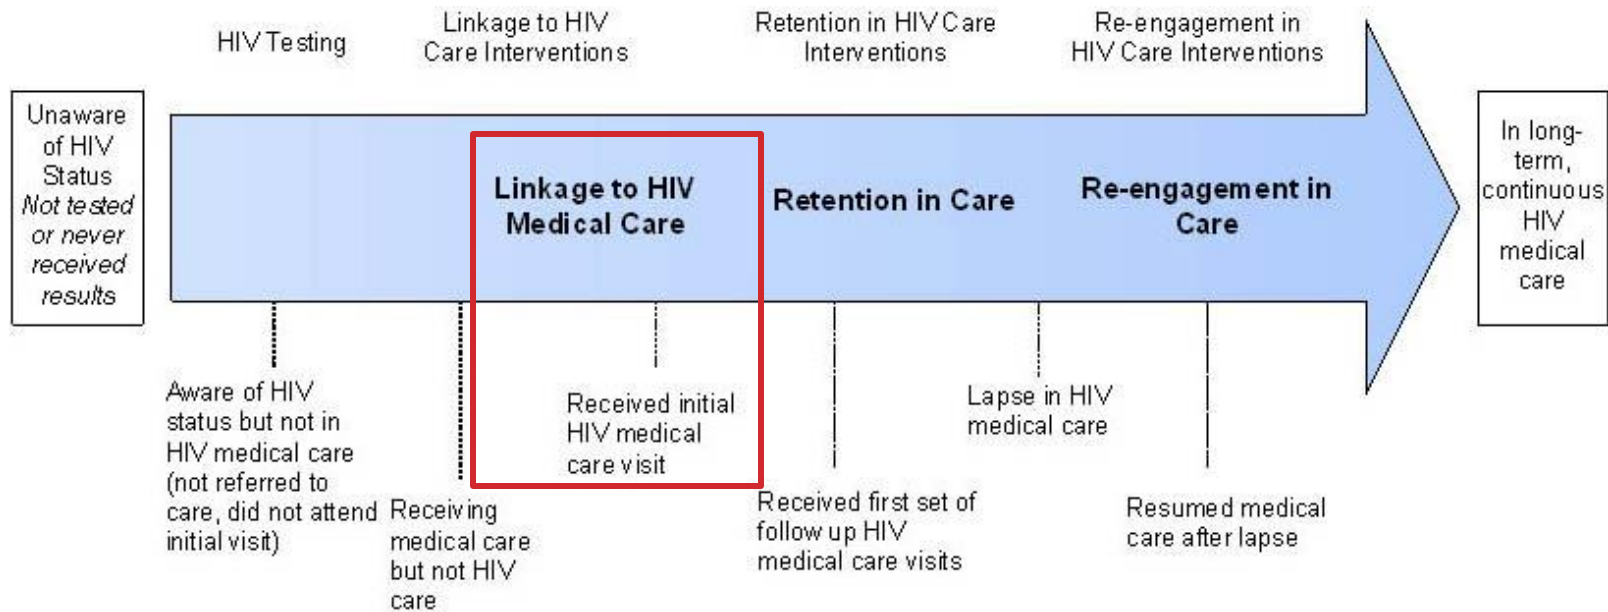 HIV Testing
Linkage to HIV
Care Interventions
Retention in HIV Care
Interventions
Re-engagement in
HIV Care Interventions
Unaware
of HIV
Status
Not tested
or never
received
results
Linkage to HIV
Medical Care
Retention in Care
Re-engagement in
Care
In long-
term,
continuous
HIV
medical
care
Aware of HIV
status but not in
HIV medical care
(not referred to
care, did not attend
initial visit)
Receiving
medical care
but not HIV
care
Received initial
HIV medical
care visit
Received first set of
follow up HIV
medical care visits
Lapse in HIV
medical care
Resumed medical
care after lapse